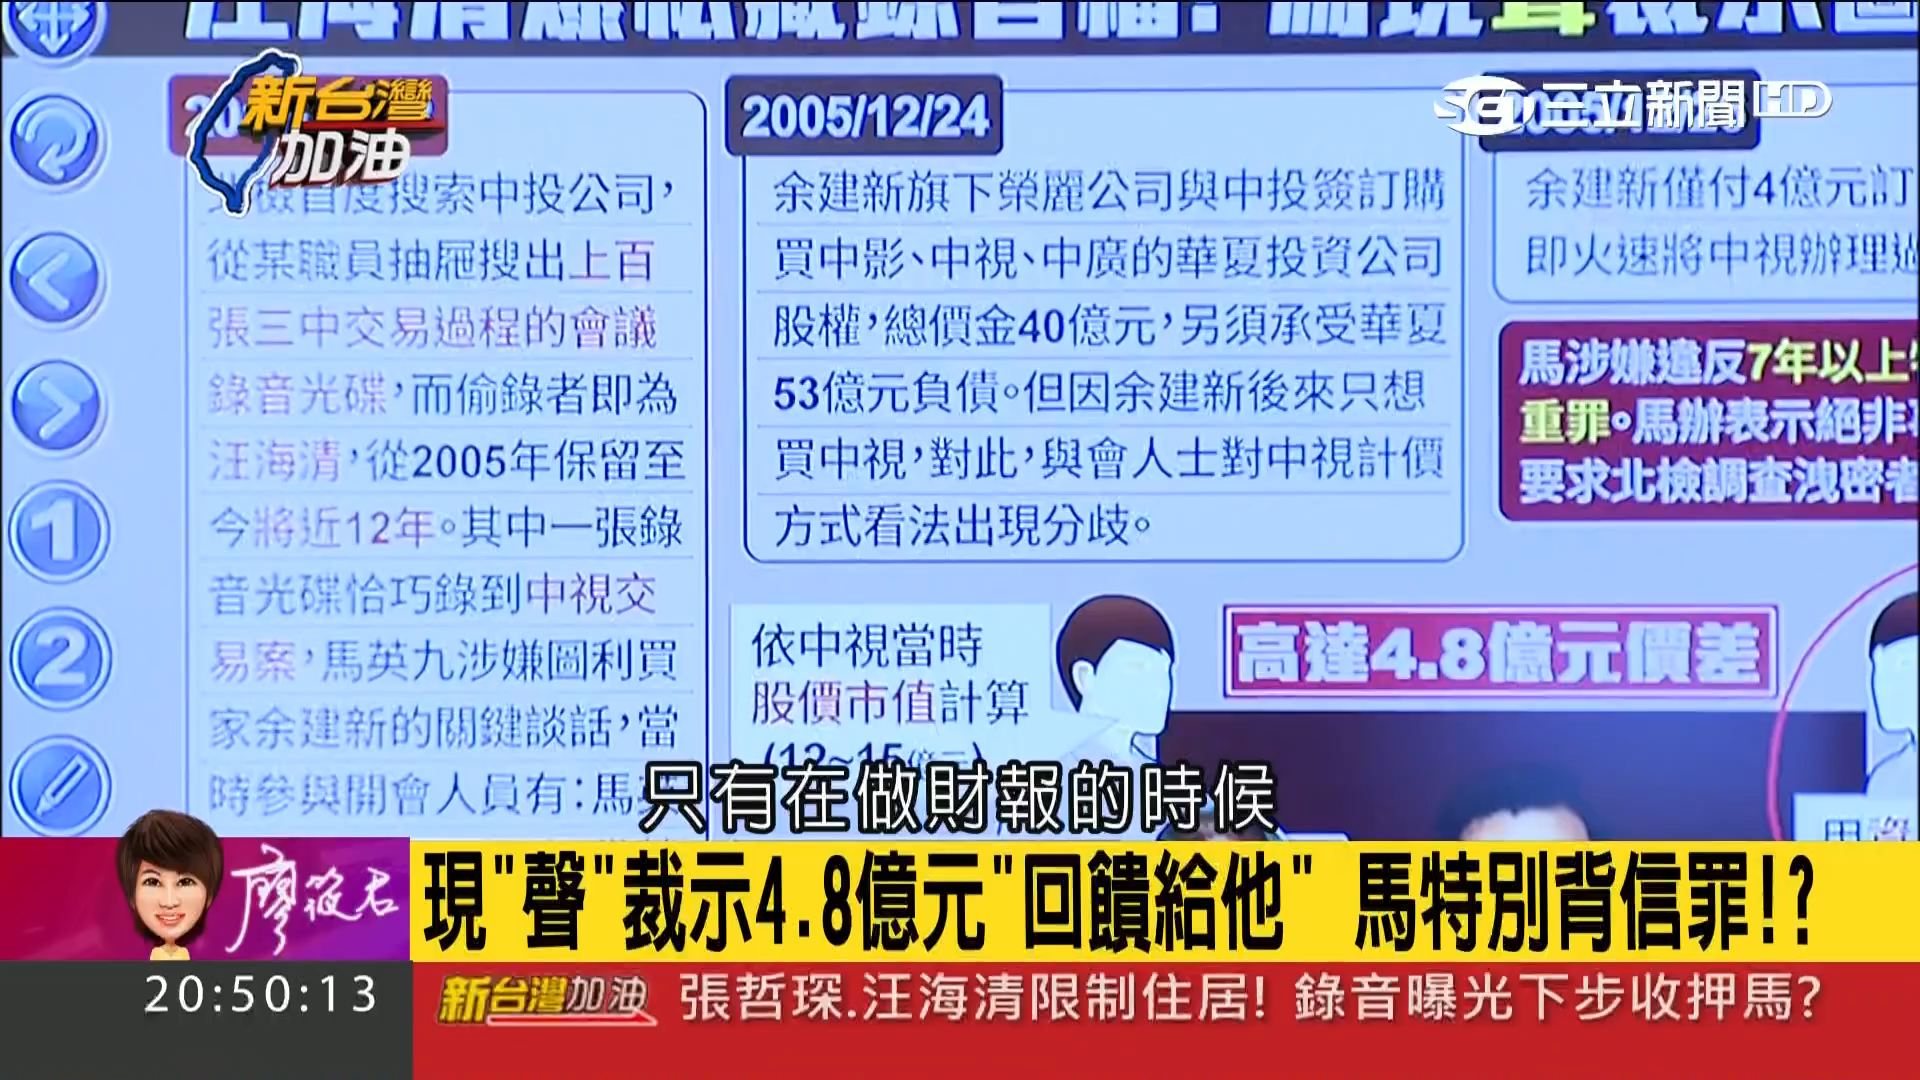 新台灣
加油
三立新聞HD
北檢首度搜索中投公司，
從某職員抽屜搜出上百
張三中交易過程的會議
錄音光碟，而偷錄者即為
汪海清，從2005年保留至
今將近12年。其中一張錄
音光碟恰巧錄到中視交
易案，馬英九涉嫌圖利買
家余建新的關鍵談話，當
時參與開會人員有：馬英
2005/12/24
余建新旗下榮麗公司與中投簽訂購
買中影、中視、中廣的華夏投資公司
股權，總價金40億元，另須承受華夏
53億元負債。但因余建新後來只想
買中視，對此，與會人士對中視計價
方式看法出現分歧。
余建新僅付4億元訂
即火速將中視辦理過
馬涉嫌違反7年以上
重罪。馬辦表示絕非
要求北檢調查洩密者
依中視當時
股價市值計算
(12~15億元)
高達4.8億元價差
1
2
只有在做財報的時候
廖筱君
現"聲"裁示4.8億元"回饋給他" 馬特別背信罪!?
20:50:13
新台灣加油
張哲琛.汪海清限制住居! 錄音曝光下步收押馬?